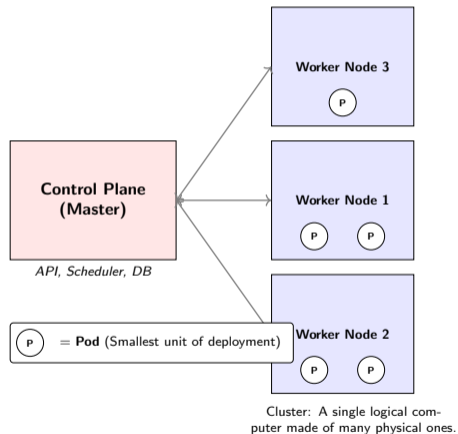 Worker Node 3
P
Control Plane
(Master)
API, Scheduler, DB
Worker Node 1
P P
P = Pod (Smallest unit of deployment)
Worker Node 2
P P
Cluster: A single logical com-
puter made of many physical ones.